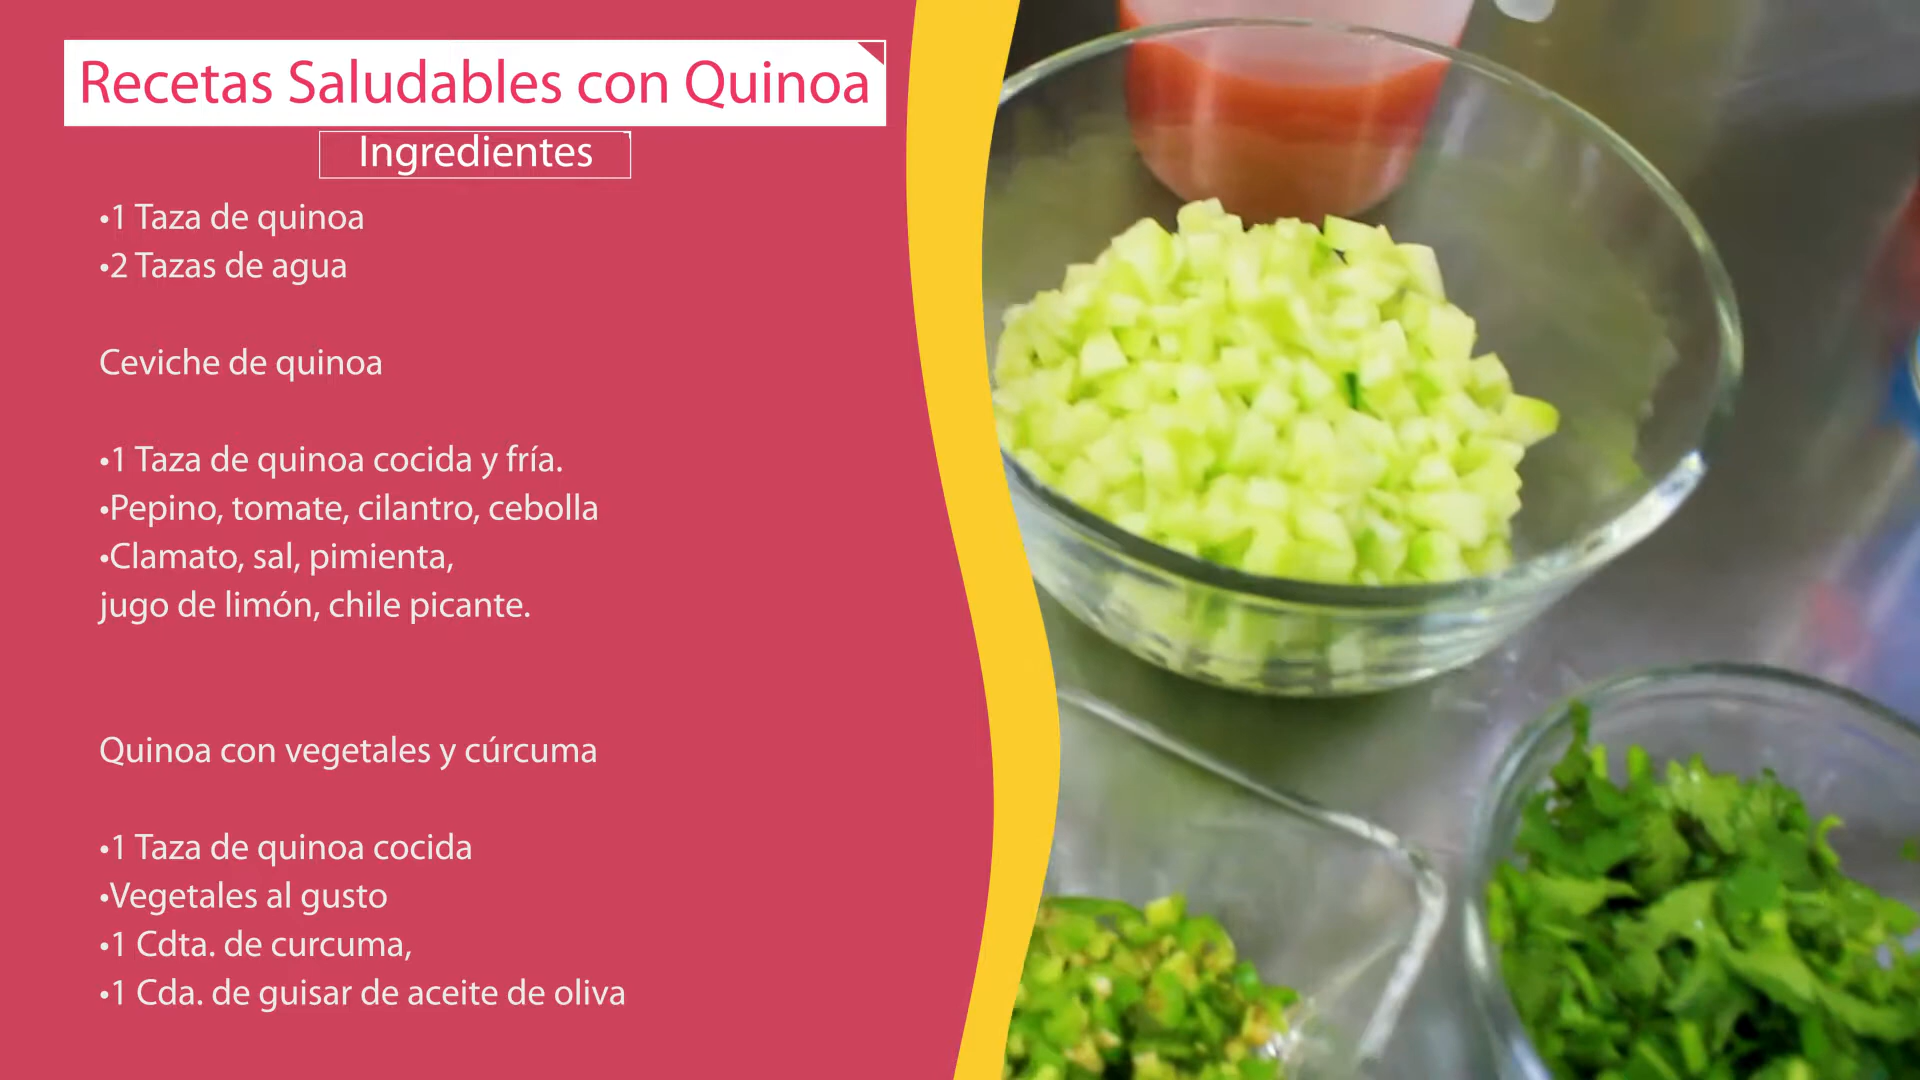 Recetas Saludables con Quinoa
Ingredientes
•1 Taza de quinoa
•2 Tazas de agua
Ceviche de quinoa
•1 Taza de quinoa cocida y fría.
•Pepino, tomate, cilantro, cebolla
•Clamato, sal, pimienta,
jugo de limón, chile picante.
Quinoa con vegetales y cúrcuma
•1 Taza de quinoa cocida
•Vegetales al gusto
•1 Cdta. de curcuma,
•1 Cda. de guisar de aceite de oliva